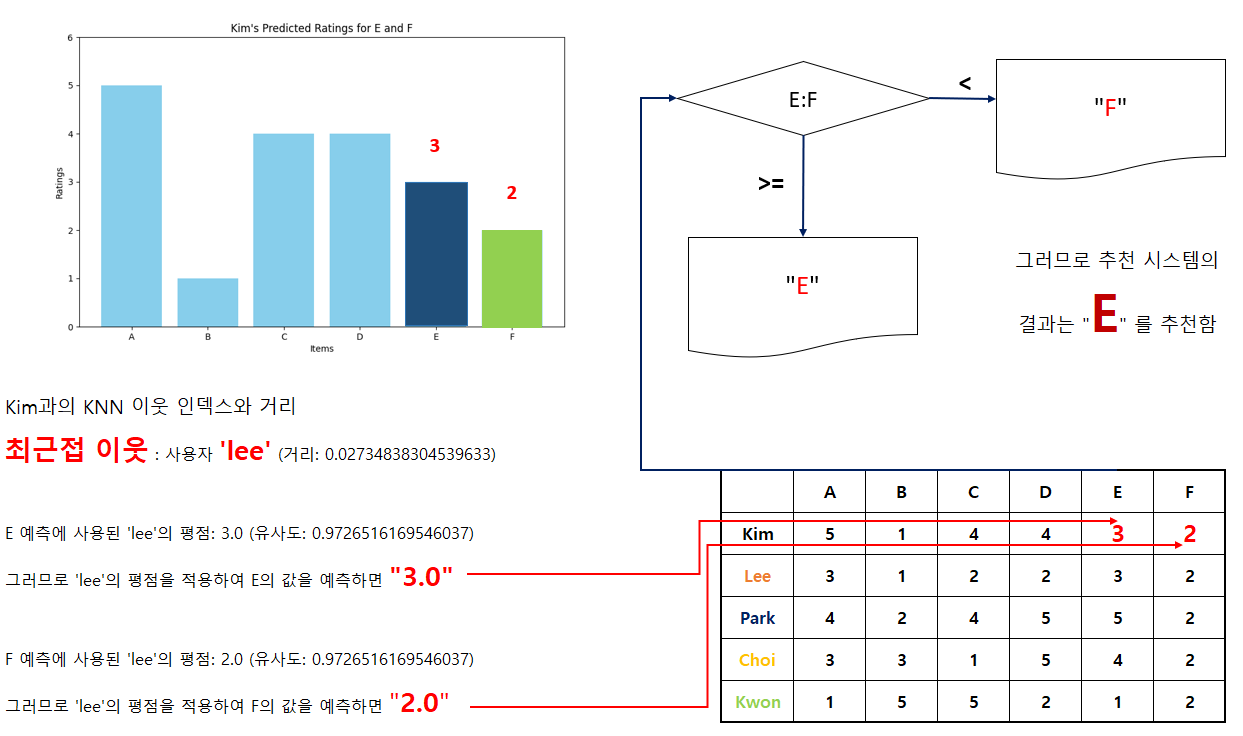 Kim's Predicted Ratings for E and F
6
5
4
3
2
1
0
Ratings
3
2
A B C D E F
Items
E:F
<
"F"
>=
"E"
그러므로 추천 시스템의
결과는 "E" 를 추천함
Kim과의 KNN 이웃 인덱스와 거리
최근접 이웃 : 사용자 'lee' (거리: 0.02734838304539633)
E 예측에 사용된 'lee'의 평점: 3.0 (유사도: 0.9726516169546037)
그러므로 'lee'의 평점을 적용하여 E의 값을 예측하면 "3.0"
F 예측에 사용된 'lee'의 평점: 2.0 (유사도: 0.9726516169546037)
그러므로 'lee'의 평점을 적용하여 F의 값을 예측하면 "2.0"
A B C D E F
Kim 5 1 4 4 3 2
Lee 3 1 2 2 3 2
Park 4 2 4 5 5 2
Choi 3 3 1 5 4 2
Kwon 1 5 5 2 1 2